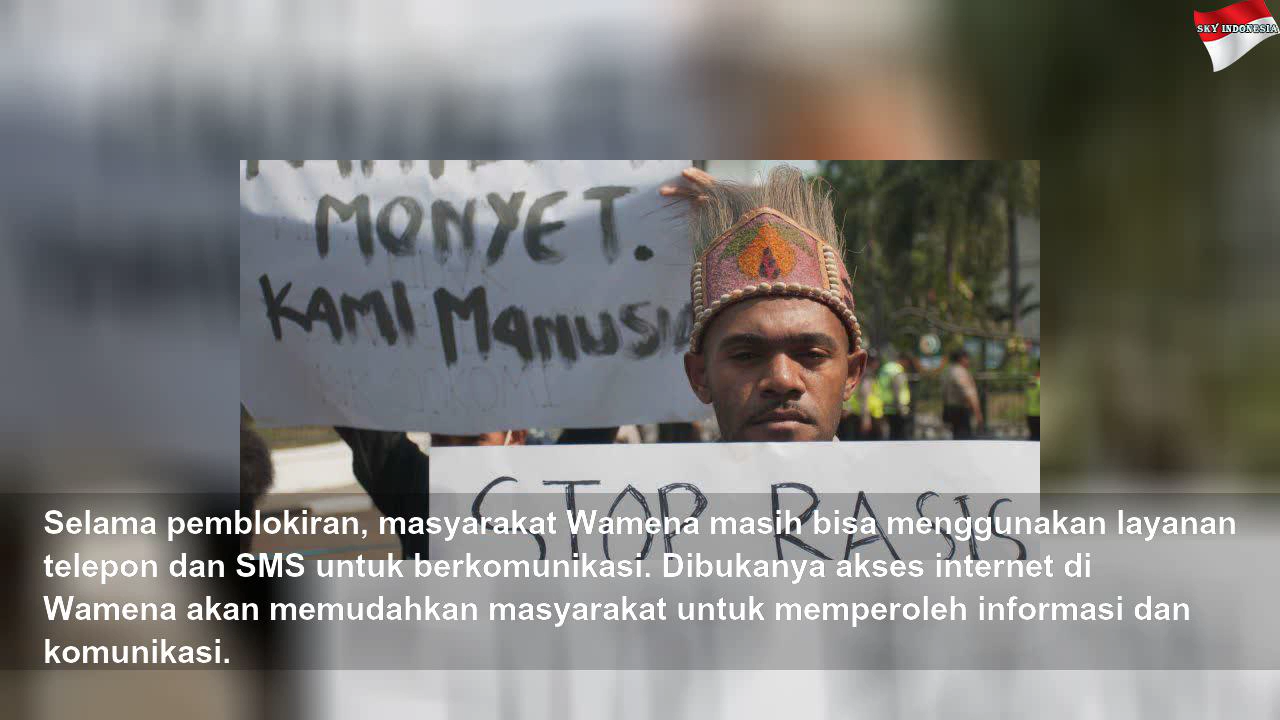 SKY INDONESIA
MONYET.
KAMI MANUSIA
STOP RASIS
Selama pemblokiran, masyarakat Wamena masih bisa menggunakan layanan
telepon dan SMS untuk berkomunikasi. Dibukanya akses internet di
Wamena akan memudahkan masyarakat untuk memperoleh informasi dan
komunikasi.